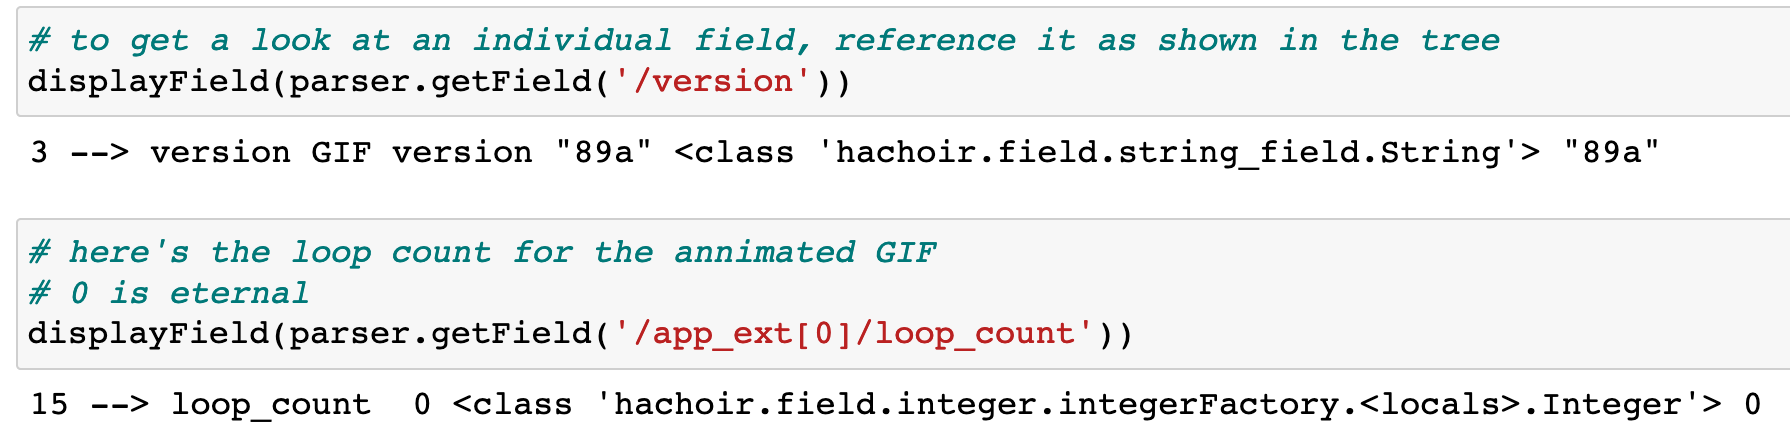 # to get a look at an individual field, reference it as shown in the tree
displayField(parser.getField('/version'))
3 --> version GIF version "89a" <class 'hachoir.field.string_field.String'> "89a"
# here's the loop count for the annimated GIF
# 0 is eternal
displayField(parser.getField('/app_ext[0]/loop_count'))
15 --> loop_count  0 <class 'hachoir.field.integer.integerFactory.<locals>.Integer'> 0